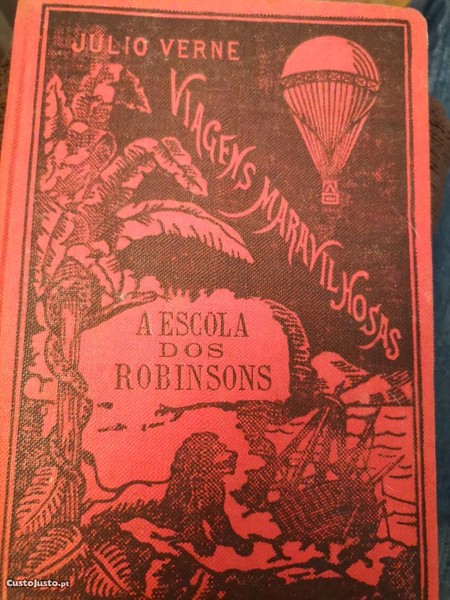 JULIO VERNE
VIAGENS MARAVILHOSAS
A ESCOLA
DOS
ROBINSONS
CustoJusto.pt